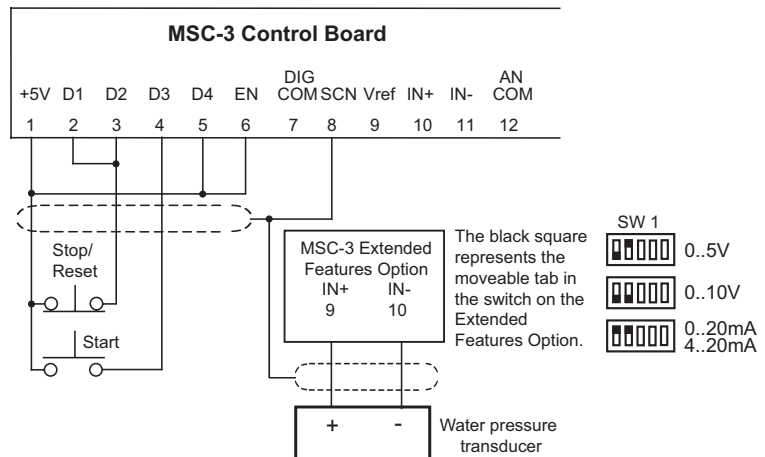 MSC-3 Control Board
DIG AN
+5V D1 D2 D3 D4 EN COM SCN Vref IN+ IN- COM
1 2 3 4 5 6 7 8 9 10 11 12
Stop/
Reset
Start
MSC-3 Extended
Features Option
IN+ IN-
9 10
The black square
represents the
moveable tab in
the switch on the
Extended
Features Option.
SW 1
0..5V
0..10V
0..20mA
4..20mA
+ -
Water pressure
transducer